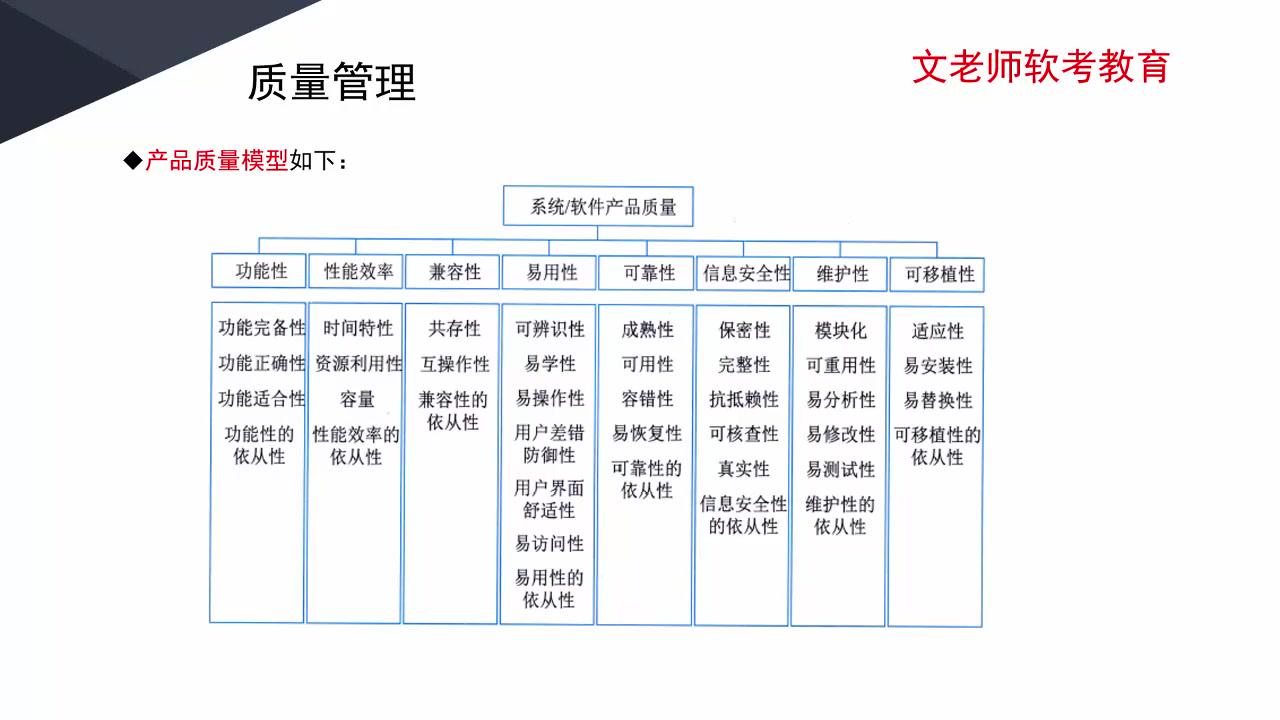 质量管理
文老师软考教育
◆产品质量模型如下：
系统/软件产品质量
功能性
性能效率
兼容性
易用性
可靠性
信息安全性
维护性
可移植性
功能完备性
功能正确性
功能适合性
功能性的
依从性
时间特性
资源利用性
容量
性能效率的
依从性
共存性
互操作性
兼容性的
依从性
可辨识性
易学性
易操作性
用户差错
防御性
用户界面
舒适性
易访问性
易用性的
依从性
成熟性
可用性
容错性
易恢复性
可靠性的
依从性
保密性
完整性
抗抵赖性
可核查性
真实性
信息安全性
的依从性
模块化
可重用性
易分析性
易修改性
易测试性
维护性的
依从性
适应性
易安装性
易替换性
可移植性的
依从性